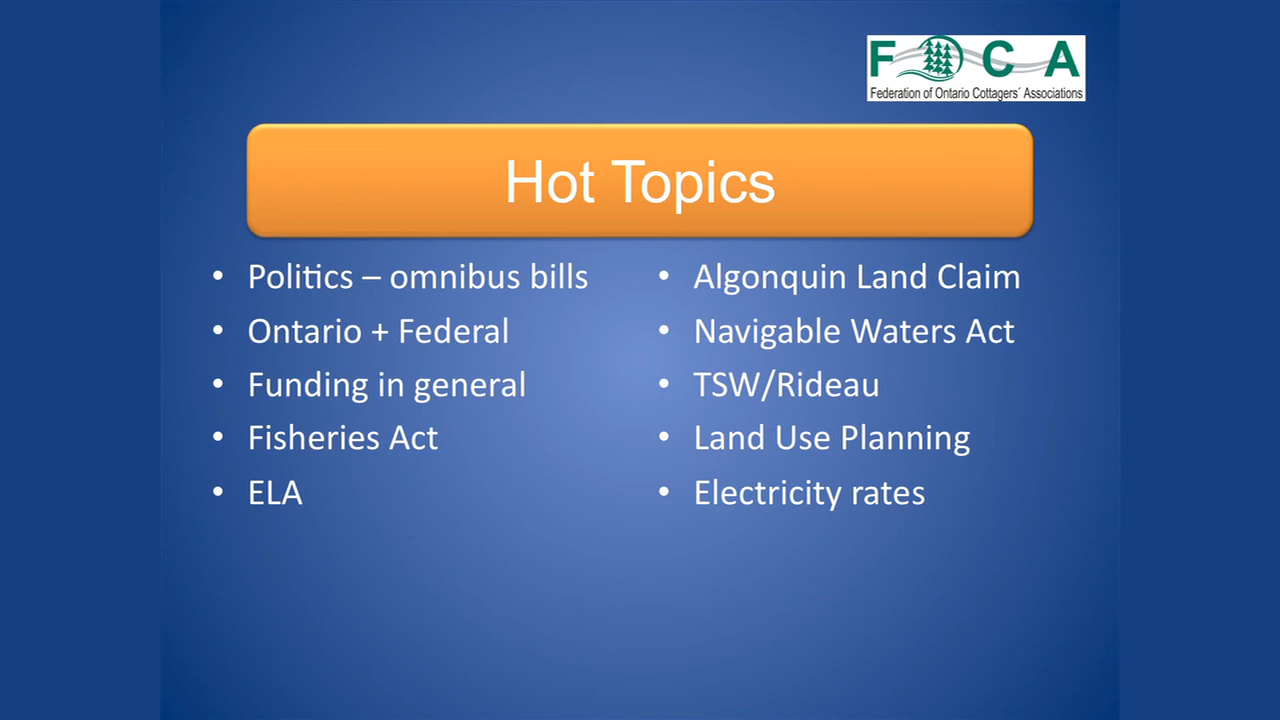 F O C A
Federation of Ontario Cottagers' Associations
Hot Topics
• Politics – omnibus bills
• Ontario + Federal
• Funding in general
• Fisheries Act
• ELA
• Algonquin Land Claim
• Navigable Waters Act
• TSW/Rideau
• Land Use Planning
• Electricity rates